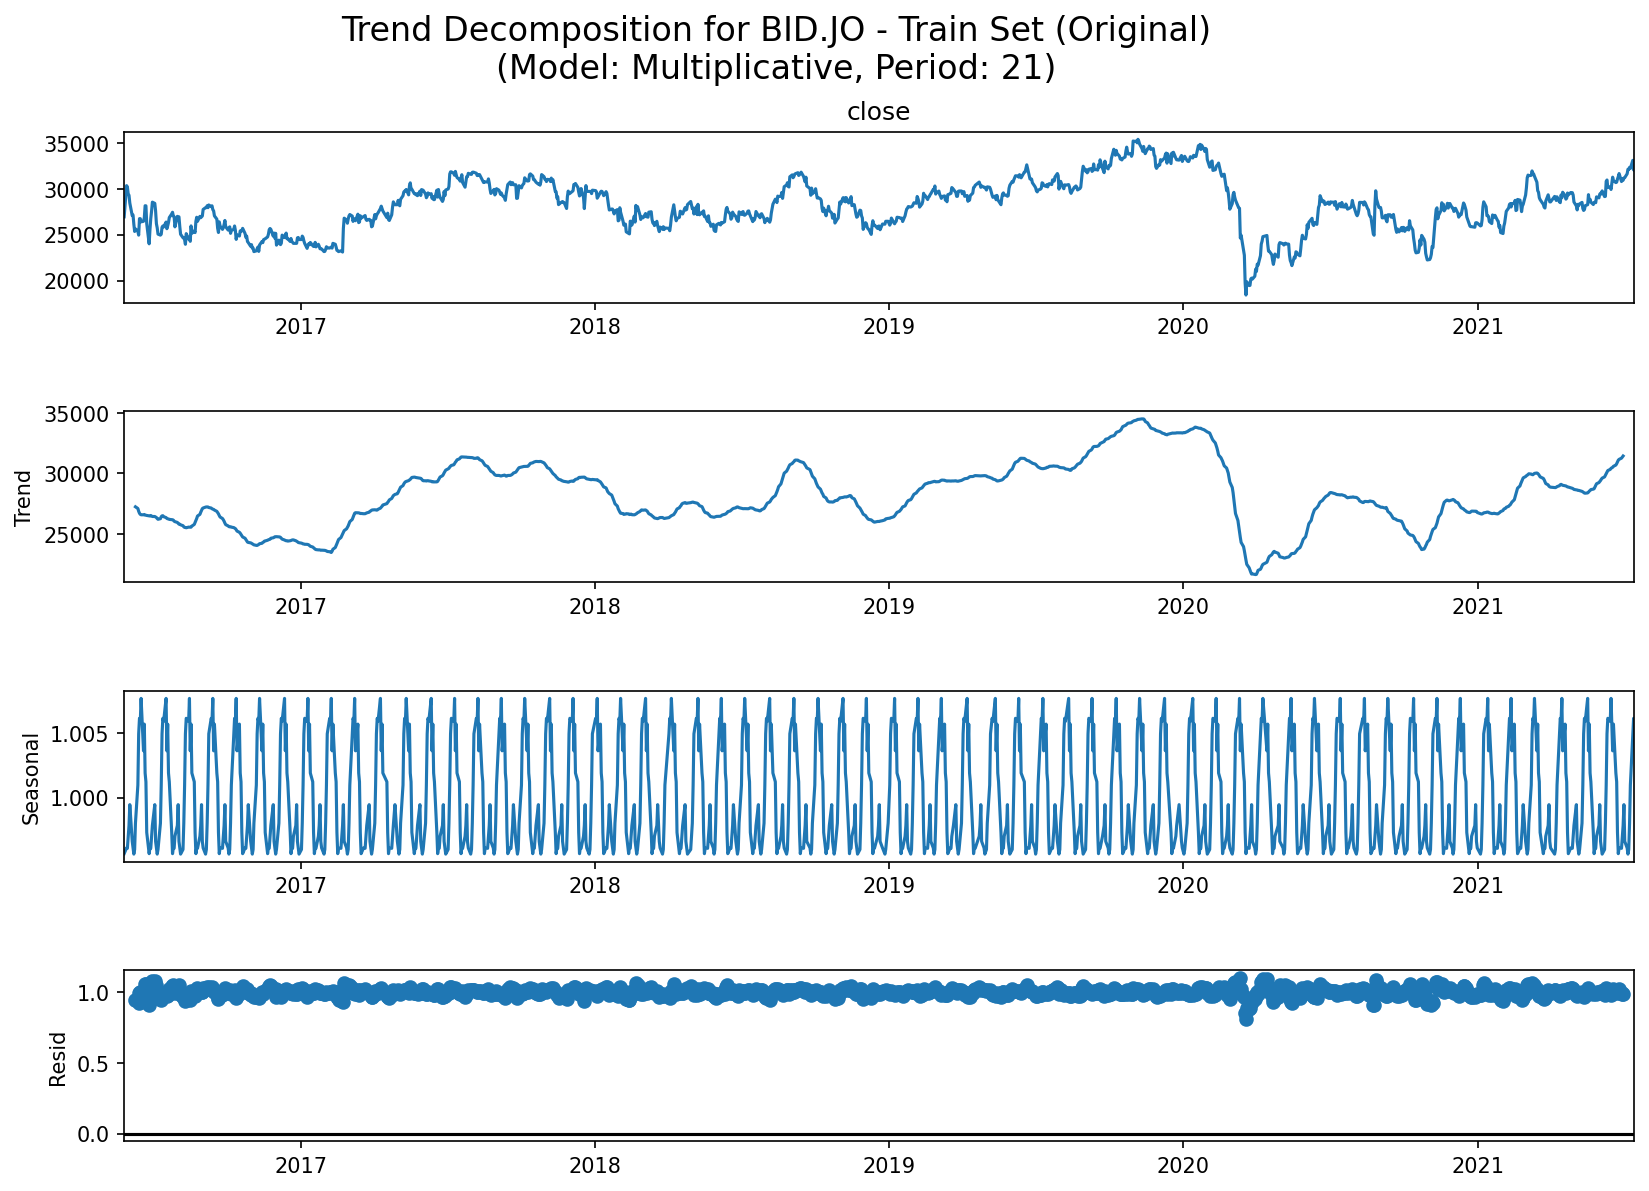 Trend Decomposition for BID.JO - Train Set (Original)
(Model: Multiplicative, Period: 21)
close
35000
30000
25000
20000
2017 2018 2019 2020 2021
Trend
35000
30000
25000
2017 2018 2019 2020 2021
Seasonal
1.005
1.000
2017 2018 2019 2020 2021
Resid
1.0
0.5
0.0
2017 2018 2019 2020 2021